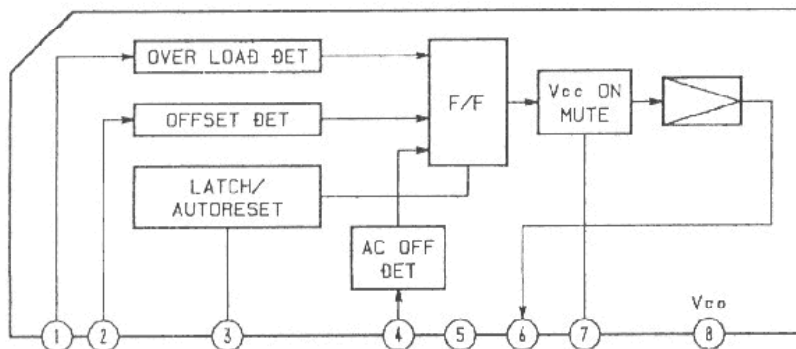 OVER LOAD DET
OFFSET DET
LATCH/
AUTORESET
F/F
Vcc ON
MUTE
AC OFF
DET
Vcc
1
2
3
4
5
6
7
8